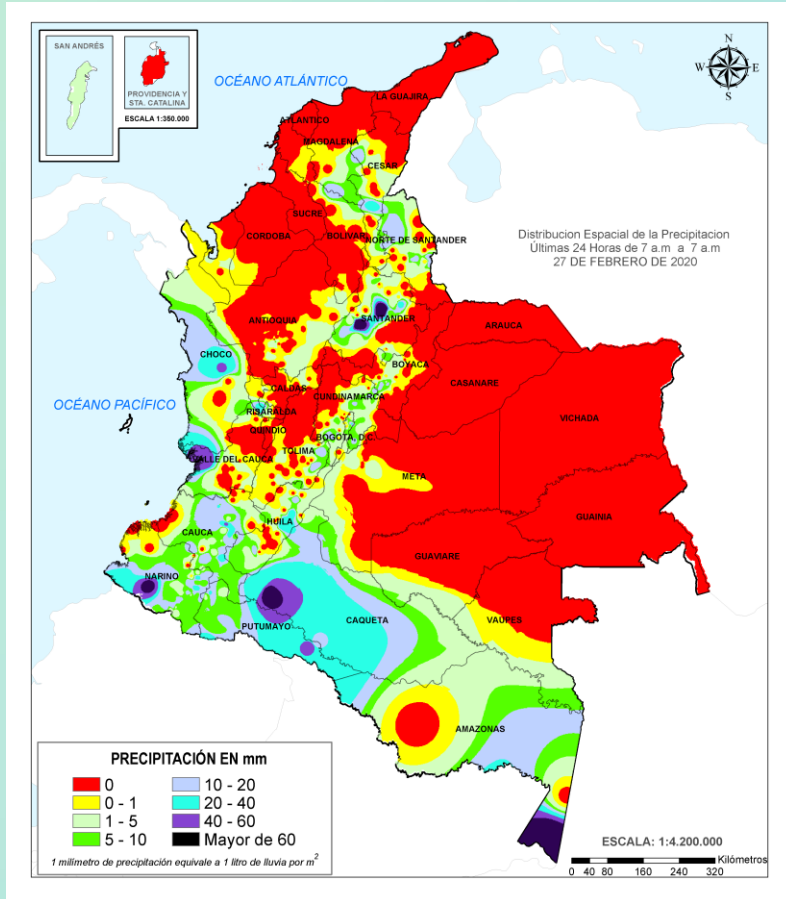 SAN ANDRÉS
PROVIDENCIA Y
STA. CATALINA
ESCALA 1:350.000
OCÉANO ATLÁNTICO
N
W E
S
LA GUAJIRA
ATLANTICO
MAGDALENA
CESAR
SUCRE
CORDOBA
BOLIVAR
NORTE DE SANTANDER
Distribucion Espacial de la Precipitacion
Últimas 24 Horas de 7 a.m a 7 a.m
27 DE FEBRERO DE 2020
ANTIOQUIA
SANTANDER
ARAUCA
CHOCO
BOYACA
CASANARE
CALDAS
CUNDINAMARCA
OCÉANO PACÍFICO
RISARALDA
VICHADA
QUINDIO
BOGOTA, D.C.
TOLIMA
VALLE DEL CAUCA
META
GUAINIA
HUILA
CAUCA
GUAVIARE
NARINO
CAQUETA
VAUPES
PUTUMAYO
AMAZONAS
PRECIPITACIÓN EN mm
0
0 - 1
1 - 5
5 - 10
10 - 20
20 - 40
40 - 60
Mayor de 60
1 milimetro de precipitación equivale a 1 litro de lluvia por m²
ESCALA: 1:4.200.000
Kilómetros
0 40 80 160 240 320